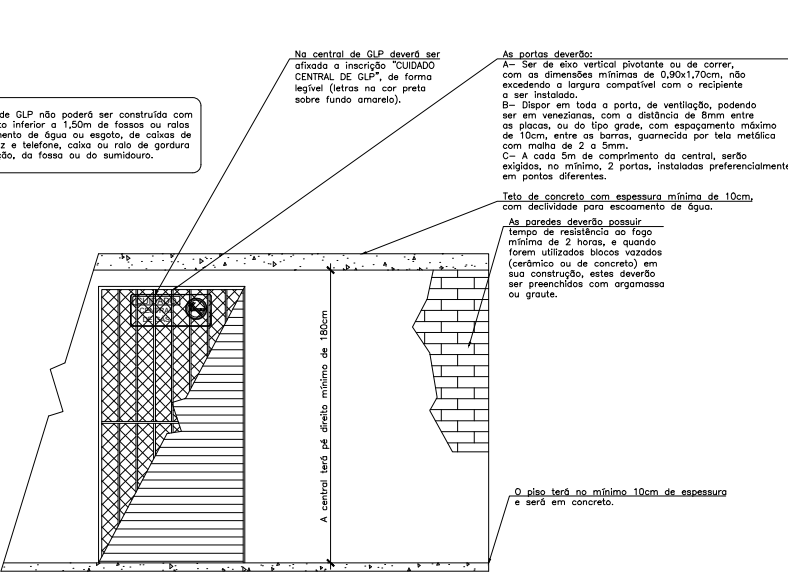 Na central de GLP deverá ser
afixada a inscrição "CUIDADO
CENTRAL DE GLP", de forma
legível (letras na cor preta
sobre fundo amarelo).
As portas deverão:
A- Ser de eixo vertical pivotante ou de correr,
com as dimensões mínimas de 0,90x1,70cm, não
excedendo a largura compatível com o recipiente
a ser instalado.
B- Dispor em toda a porta, de ventilação, podendo
ser em venezianas, com a distância de 8mm entre
as placas, ou do tipo grade, com espaçamento máximo
de 10cm, entre as barras, guarnecida por tela metálica
com malha de 2 a 5mm.
C- A cada 5m de comprimento da central, serão
exigidos, no mínimo, 2 portas, instaladas preferencialmente
em pontos diferentes.
de GLP não poderá ser construída com
to inferior a 1,50m de fossos ou ralos
mento de água ou esgoto, de caixas de
z e telefone, caixa ou ralo de gordura
ção, da fossa ou do sumidouro.
Teto de concreto com espessura mínima de 10cm,
com declividade para escoamento de água.
As paredes deverão possuir
tempo de resistência ao fogo
mínima de 2 horas, e quando
forem utilizados blocos vazados
(cerâmico ou de concreto) em
sua construção, estes deverão
ser preenchidos com argamassa
ou graute.
CUIDADO
CENTRAL
DE GÁS
A central terá pé direito mínimo de 180cm
O piso terá no mínimo 10cm de espessura
e será em concreto.